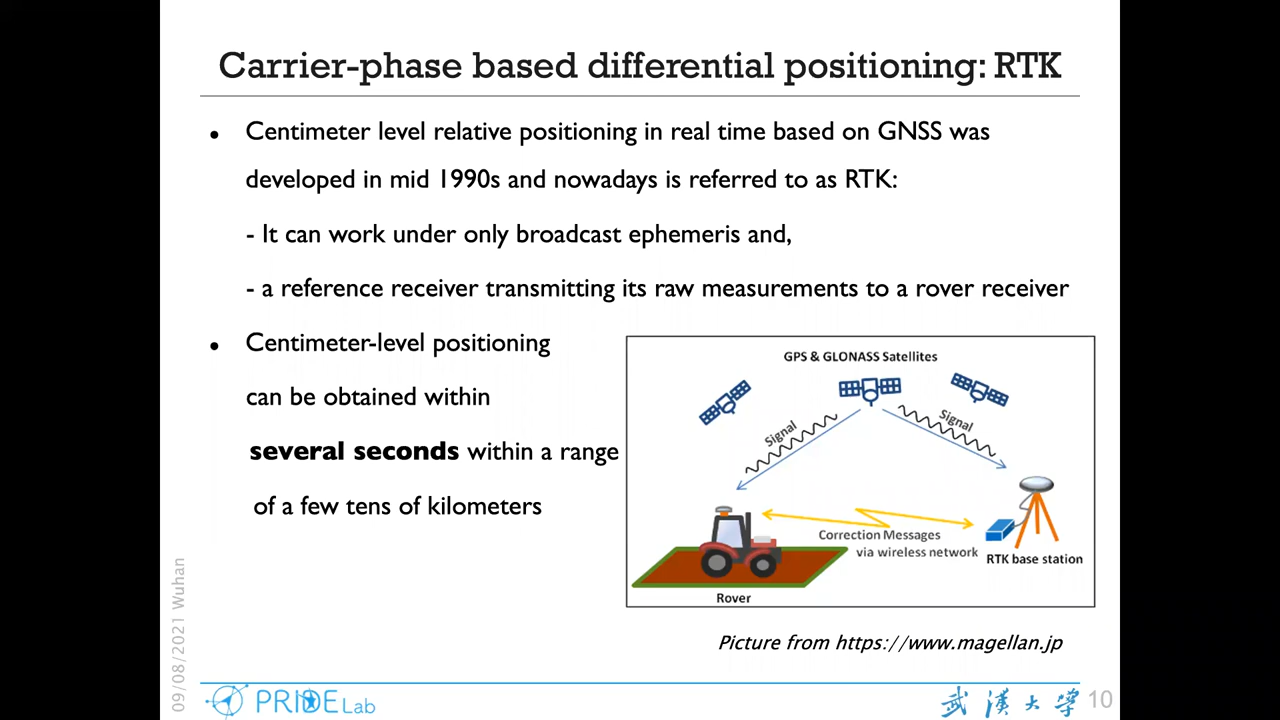 Carrier-phase based differential positioning: RTK
• Centimeter level relative positioning in real time based on GNSS was
developed in mid 1990s and nowadays is referred to as RTK:
- It can work under only broadcast ephemeris and,
- a reference receiver transmitting its raw measurements to a rover receiver
• Centimeter-level positioning
can be obtained within
several seconds within a range
of a few tens of kilometers
GPS & GLONASS Satellites
Signal
Signal
Correction Messages
via wireless network
RTK base station
Rover
Picture from https://www.magellan.jp
09/08/2021 Wuhan
PRIDE Lab
武漢大学
10